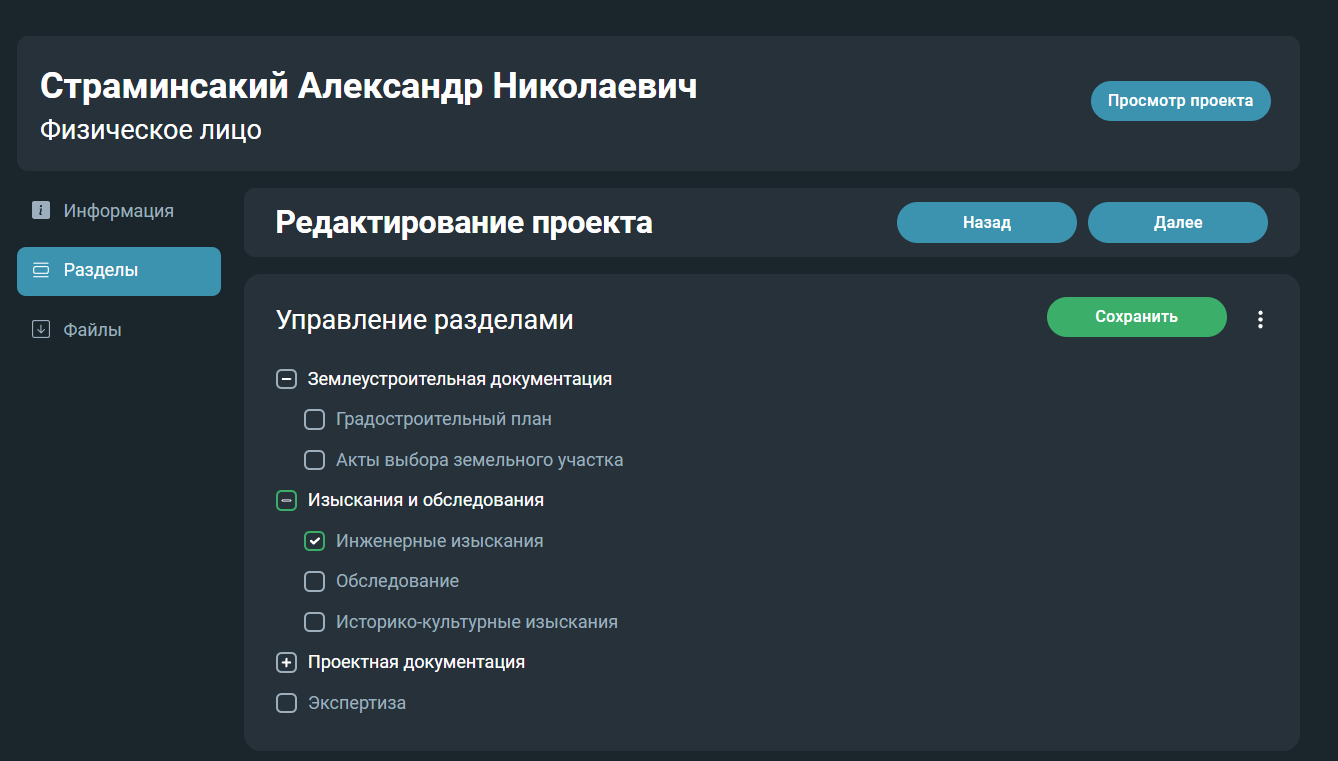 Страминсакий Александр Николаевич
Физическое лицо
Просмотр проекта
Информация
Разделы
Файлы
Редактирование проекта
Назад
Далее
Управление разделами
Сохранить
Землеустроительная документация
Градостроительный план
Акты выбора земельного участка
Изыскания и обследования
Инженерные изыскания
Обследование
Историко-культурные изыскания
Проектная документация
Экспертиза